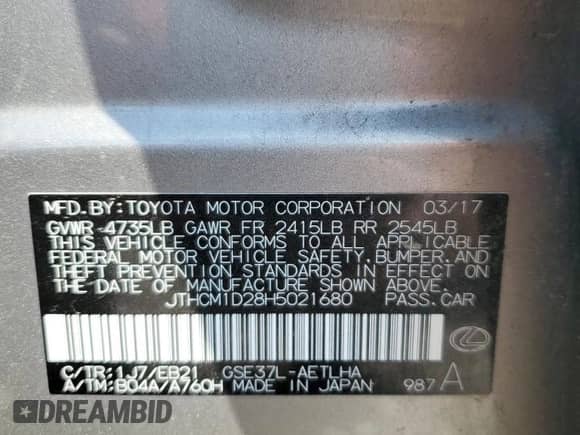 MFD.BY:TOYOTA MOTOR CORPORATION 03/17
GVWR 4735LB GAWR FR 2415LB RR 2545LB
THIS VEHICLE CONFORMS TO ALL APPLICABLE
FEDERAL MOTOR VEHICLE SAFETY,BUMPER,AND
THEFT PREVENTION STANDARDS IN EFFECT ON
THE DATE OF MANUFACTURE SHOWN ABOVE.
JTHCM1D28H5021680 PASS.CAR
C/TR:1J7/EB21 GSE37L-AETLHA
A/TM:B04A/A760H MADE IN JAPAN 987 A
DREAMBID